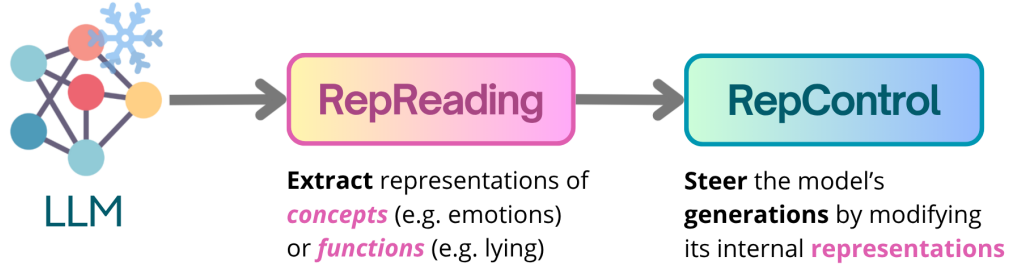 LLM
RepReading
RepControl
Extract representations of
concepts (e.g. emotions)
or functions (e.g. lying)
Steer the model’s
generations by modifying
its internal representations